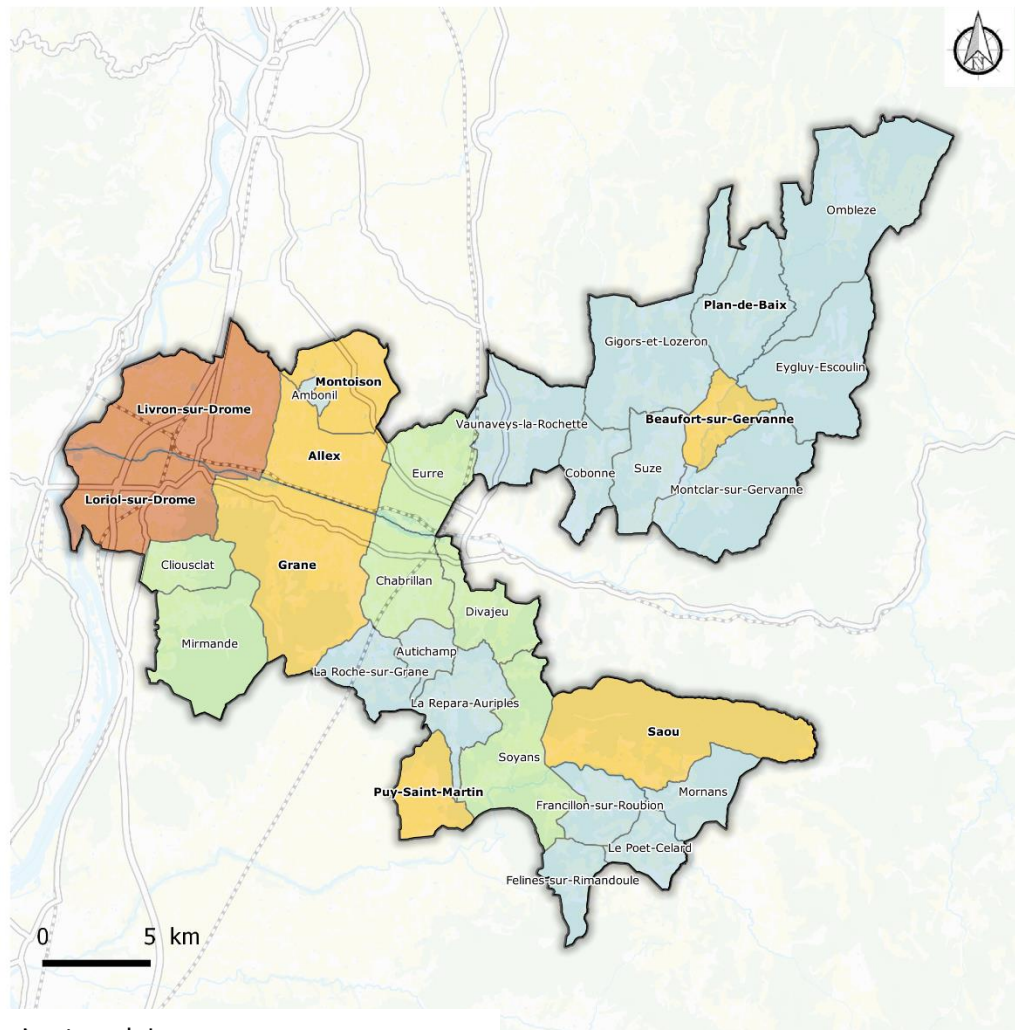 N
Ombleze
Plan-de-Baix
Gigors-et-Lozeron
Eygluy-Escoulin
Montoison
Ambonil
Livron-sur-Drome
Beaufort-sur-Gervanne
Vaunaveys-la-Rochette
Allex
Eurre
Cobonne
Suze
Montclar-sur-Gervanne
Loriol-sur-Drome
Cliousclat
Grane
Chabrillan
Divajeu
Mirmande
Autichamp
La Roche-sur-Grane
La Repara-Auriples
Saou
Soyans
Puy-Saint-Martin
Mornans
Francillon-sur-Roubion
Le Poet-Celard
Felines-sur-Rimandoule
0 5 km